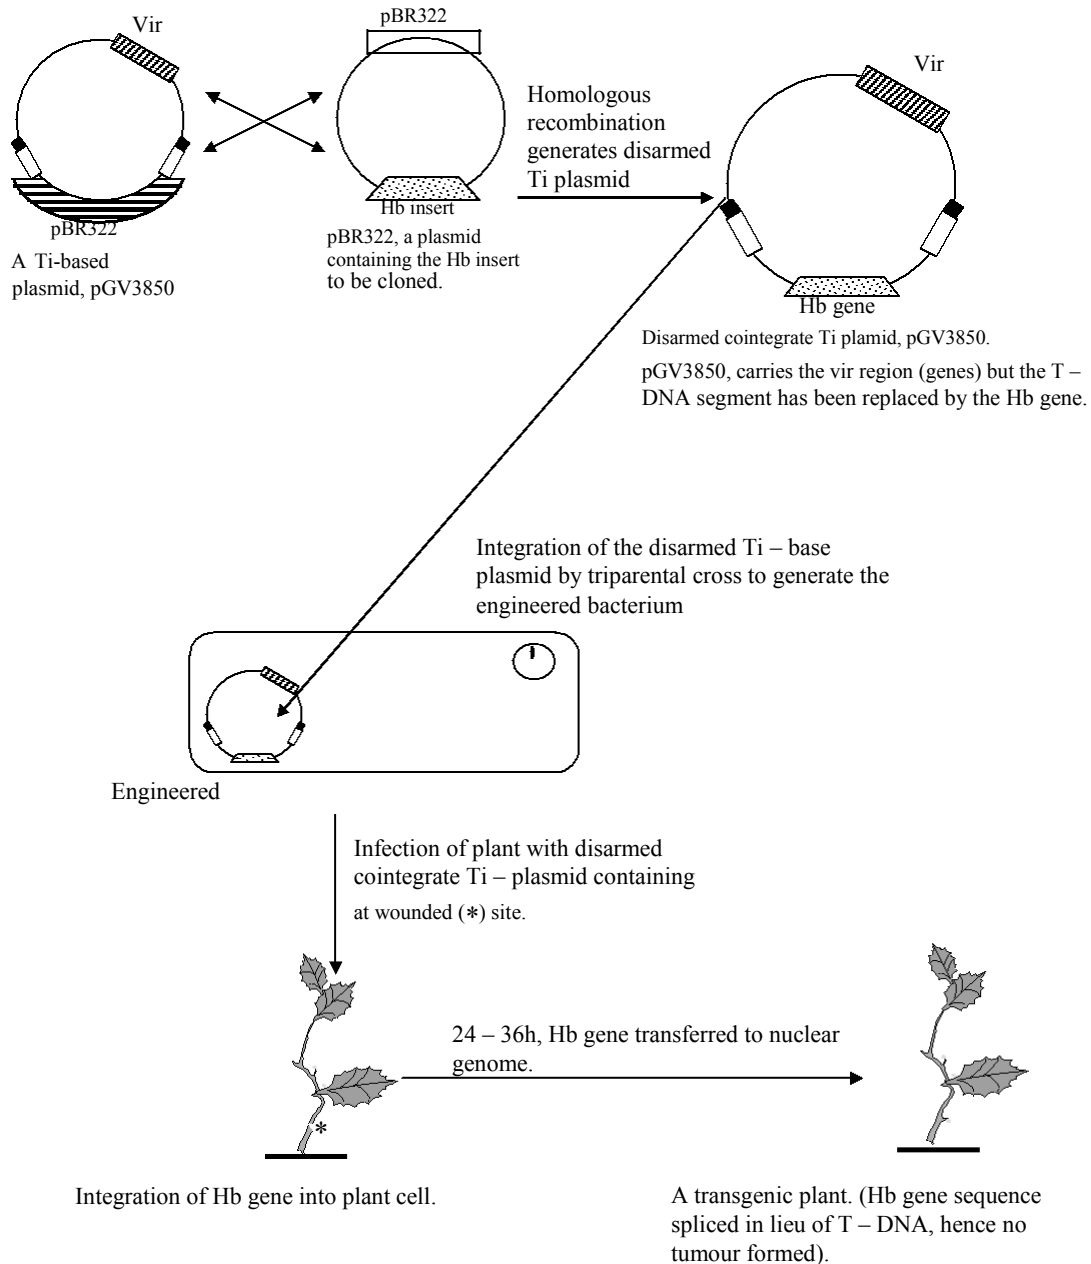 Vir
pBR322
A Ti-based
plasmid, pGV3850
pBR322
Hb insert
pBR322, a plasmid
containing the Hb insert
to be cloned.
Homologous
recombination
generates disarmed
Ti plasmid
Vir
Hb gene
Disarmed cointegrate Ti plamid, pGV3850.
pGV3850, carries the vir region (genes) but the T –
DNA segment has been replaced by the Hb gene.
Integration of the disarmed Ti – base
plasmid by triparental cross to generate the
engineered bacterium
Engineered
Infection of plant with disarmed
cointegrate Ti – plasmid containing
at wounded (*) site.
24 – 36h, Hb gene transferred to nuclear
genome.
*
Integration of Hb gene into plant cell.
A transgenic plant. (Hb gene sequence
spliced in lieu of T – DNA, hence no
tumour formed).